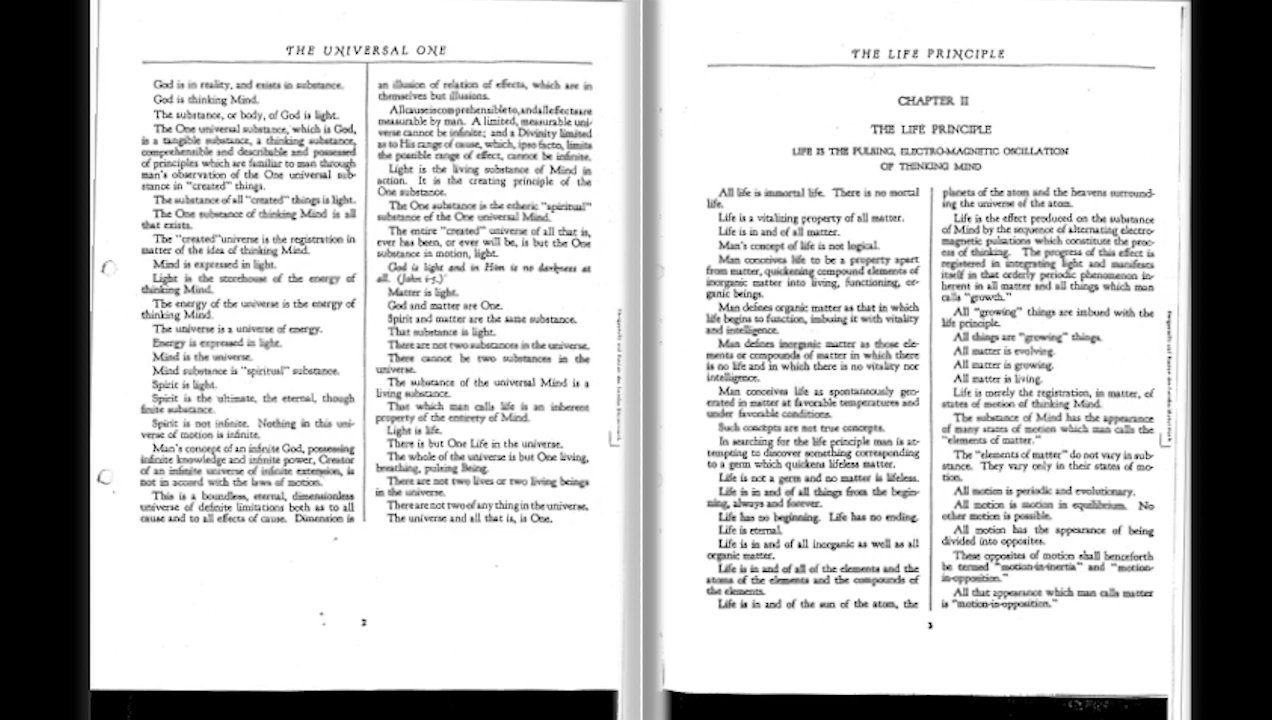 THE UNIVERSAL ONE
God is in reality, and exists in substance.
God is thinking Mind.
The substance, or body, of God is light.
The One universal substance, which is God,
is a tangible substance, a thinking substance,
comprehensible and describable and possessed
of principles which are familiar to man through
man's observation of the One universal sub-
stance in "created" things.
The substance of all "created" things is light.
The One substance of thinking Mind is all
that exists.
The "created" universe is the registration in
matter of the idea of thinking Mind.
Mind is expressed in light.
Light is the storehouse of the energy of
thinking Mind.
The energy of the universe is the energy of
thinking Mind.
The universe is a universe of energy.
Energy is expressed in light.
Mind is the universe.
Mind substance is "spiritual" substance.
Spirit is light.
Spirit is the ultimate, the eternal, though
finite substance.
Spirit is not infinite. Nothing in this uni-
verse of motion is infinite.
Man's concept of an infinite God, possessing
infinite knowledge and infinite power, Creator
of an infinite universe of infinite extension, is
not in accord with the laws of motion.
This is a boundless, eternal, dimensionless
universe of definite limitations both as to all
cause and to all effects of cause. Dimension is
an illusion of relation of effects, which are in
themselves but illusions.
All cause is comprehensible to, and all effects are
measurable by man. A limited, measurable uni-
verse cannot be infinite; and a Divinity limited
as to His range of cause, which, ipso facto, limits
the possible range of effect, cannot be infinite.
Light is the living substance of Mind in
action. It is the creating principle of the
One substance.
The One substance is the etheric "spiritual"
substance of the One universal Mind.
The entire "created" universe of all that is,
ever has been, or ever will be, is but the One
substance in motion, light.
God is light and in Him is no darkness at
all. (John 1-5.)
Matter is light.
God and matter are One.
Spirit and matter are the same substance.
That substance is light.
There are not two substances in the universe.
There cannot be two substances in the
universe.
The substance of the universal Mind is a
living substance.
That which man calls life is an inherent
property of the entirety of Mind.
Light is life.
There is but One Life in the universe.
The whole of the universe is but One living,
breathing, pulsing Being.
There are not two lives or two living beings
in the universe.
There are not two of any thing in the universe.
The universe and all that is, is One.
2
THE LIFE PRINCIPLE
CHAPTER II
THE LIFE PRINCIPLE
LIFE IS THE PULSING, ELECTRO-MAGNETIC OSCILLATION
OF THINKING MIND
All life is immortal life. There is no mortal
life.
Life is a vitalizing property of all matter.
Life is in and of all matter.
Man's concept of life is not logical.
Man conceives life to be a property apart
from matter, quickening compound elements of
inorganic matter into living, functioning, or-
ganic beings.
Man defines organic matter as that in which
life begins to function, imbuing it with vitality
and intelligence.
Man defines inorganic matter as those ele-
ments or compounds of matter in which there
is no life and in which there is no vitality nor
intelligence.
Man conceives life as spontaneously gen-
erated in matter at favorable temperatures and
under favorable conditions.
Such concepts are not true concepts.
In searching for the life principle man is at-
tempting to discover something corresponding
to a germ which quickens lifeless matter.
Life is not a germ and no matter is lifeless.
Life is in and of all things from the begin-
ning, always and forever.
Life has no beginning. Life has no ending.
Life is eternal.
Life is in and of all inorganic as well as all
organic matter.
Life is in and of all of the elements and the
atoms of the elements and the compounds of
the elements.
Life is in and of the sun of the atom, the
planets of the atom and the heavens surround-
ing the universe of the atom.
Life is the effect produced on the substance
of Mind by the sequence of alternating electro-
magnetic pulsations which constitute the proc-
ess of thinking. The progress of this effect is
registered in integrating light and manifests
itself in that orderly periodic phenomenon in-
herent in all matter and all things which man
calls "growth."
All "growing" things are imbued with the
life principle.
All things are "growing" things.
All matter is evolving.
All matter is growing.
All matter is living.
Life is merely the registration, in matter, of
states of motion of thinking Mind.
The substance of Mind has the appearance
of many states of motion which man calls the
"elements of matter."
The "elements of matter" do not vary in sub-
stance. They vary only in their states of mo-
tion.
All motion is periodic and evolutionary.
All motion is motion in equilibrium. No
other motion is possible.
All motion has the appearance of being
divided into opposites.
These opposites of motion shall henceforth
be termed "motion-in-inertia" and "motion-
in-opposition."
All that appearance which man calls matter
is "motion-in-opposition."
3